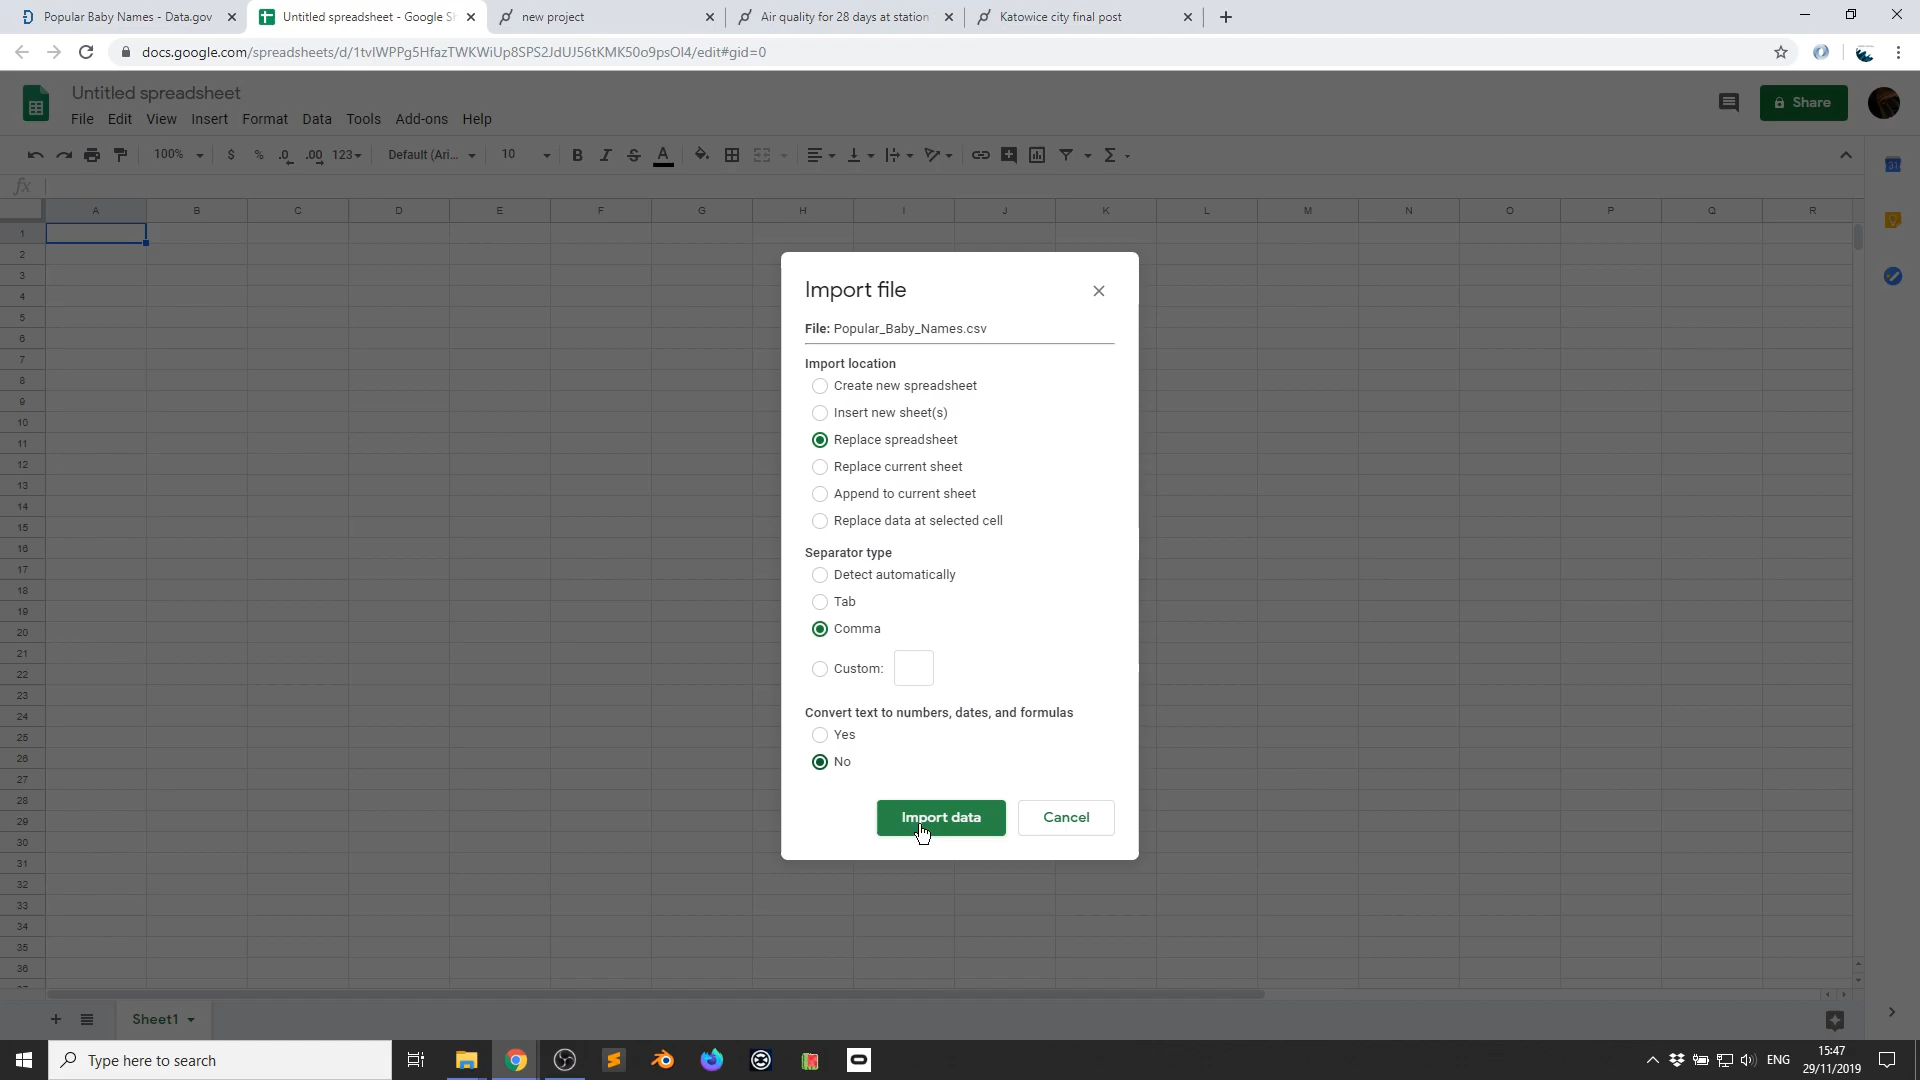 Popular Baby Names - Data.gov
Untitled spreadsheet - Google Sh
new project
Air quality for 28 days at station
Katowice city final post
docs.google.com/spreadsheets/d/1tvIWPPg5HfazTWKWiUp8SPS2JdUJ56tKMK50o9psOI4/edit#gid=0
Untitled spreadsheet
Share
File Edit View Insert Format Data Tools Add-ons Help
100% $ % .0 .00 123 Default (Ari... 10 B I S A Σ
fx
31
A B C D E F G H I J K L M N O P Q R
1
2
3
4
5
6
7
8
9
10
11
12
13
14
15
16
17
18
19
20
21
22
23
24
25
26
27
28
29
30
31
32
33
34
35
36
Import file
File: Popular_Baby_Names.csv
Import location
Create new spreadsheet
Insert new sheet(s)
Replace spreadsheet
Replace current sheet
Append to current sheet
Replace data at selected cell
Separator type
Detect automatically
Tab
Comma
Custom:
Convert text to numbers, dates, and formulas
Yes
No
Import data Cancel
Sheet1
Type here to search
ENG
15:47
29/11/2019